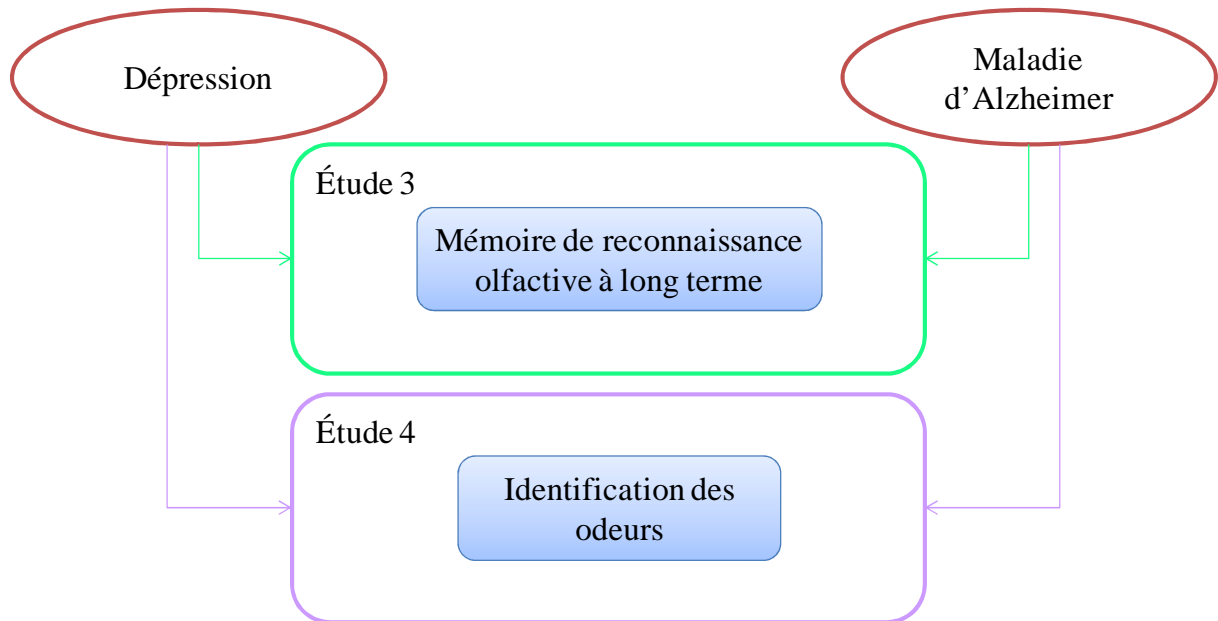 Dépression
Maladie
d'Alzheimer
Étude 3
Mémoire de reconnaissance
olfactive à long terme
Étude 4
Identification des
odeurs